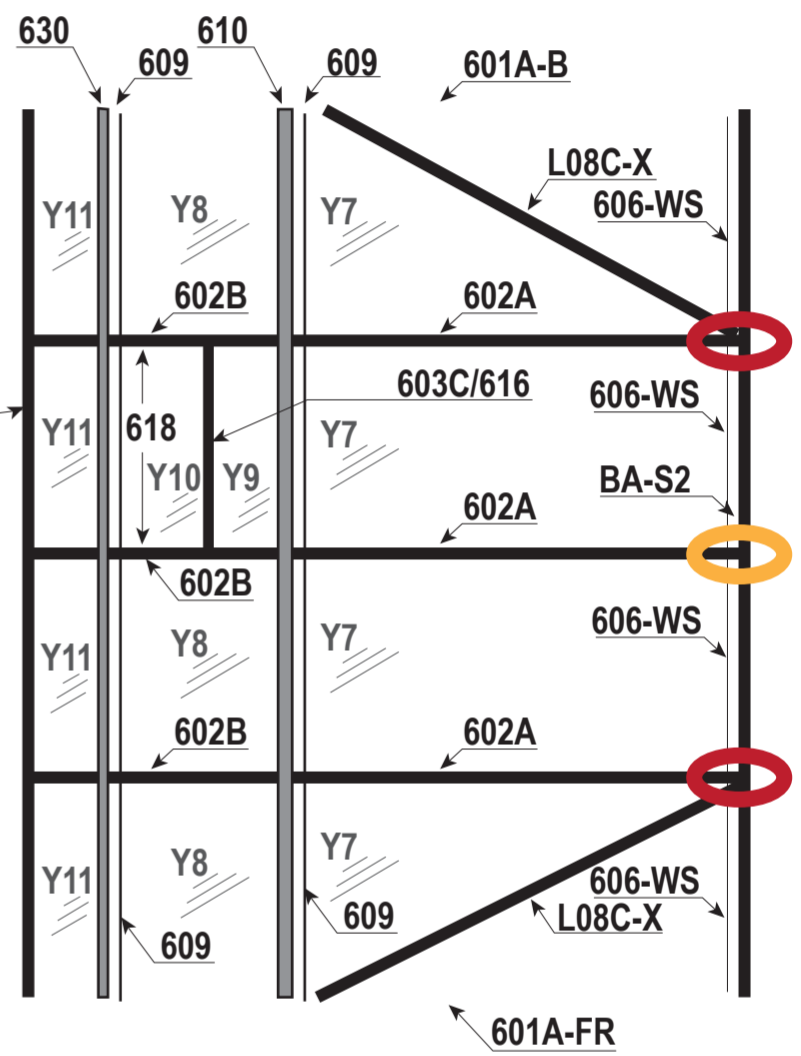 630
610
609
609
601A-B
L08C-X
606-WS
Y11
Y8
Y7
602B
602A
603C/616
606-WS
Y11
618
Y7
Y10
Y9
BA-S2
602A
602B
606-WS
Y11
Y8
Y7
602B
602A
Y11
Y8
Y7
606-WS
609
L08C-X
609
601A-FR